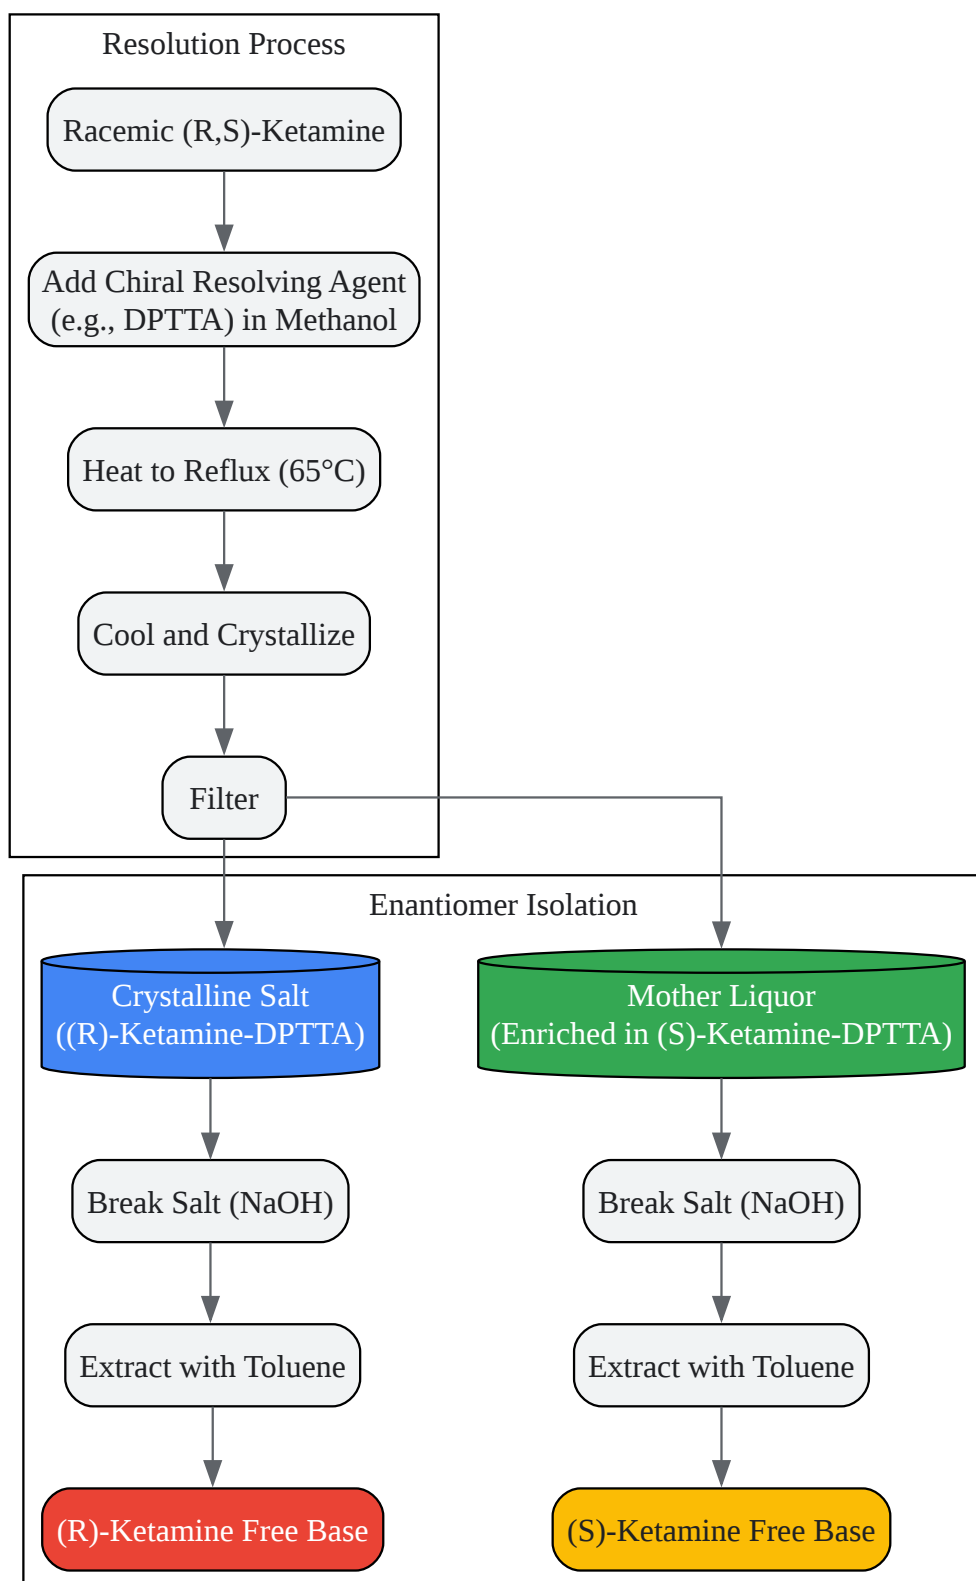 Resolution Process
Racemic (R,S)-Ketamine
Add Chiral Resolving Agent
(e.g., DPTTA) in Methanol
Heat to Reflux (65°C)
Cool and Crystallize
Filter
Enantiomer Isolation
Crystalline Salt
((R)-Ketamine-DPTTA)
Mother Liquor
(Enriched in (S)-Ketamine-DPTTA)
Break Salt (NaOH)
Break Salt (NaOH)
Extract with Toluene
Extract with Toluene
(R)-Ketamine Free Base
(S)-Ketamine Free Base